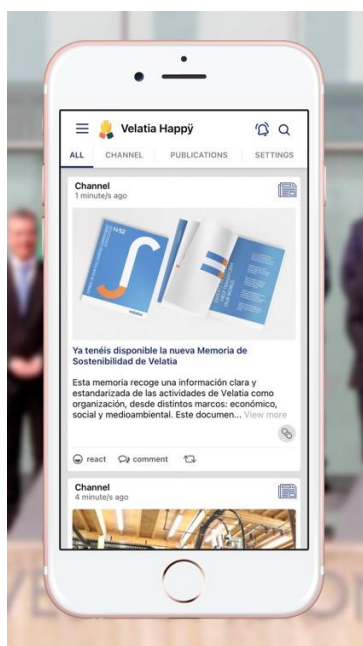 Velatia Happÿ
ALL CHANNEL PUBLICATIONS SETTINGS
Channel
1 minute/s ago
velatia
Ya tenéis disponible la nueva Memoria de
Sostenibilidad de Velatia
Esta memoria recoge una información clara y
estandarizada de las actividades de Velatia como
organización, desde distintos marcos: económico,
social y medioambiental. Este documen... View more
react comment
Channel
4 minute/s ago